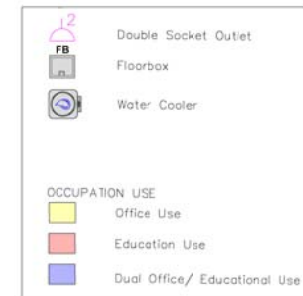 2
Double Socket Outlet
FB
Floorbox
Water Cooler
OCCUPATION USE
Office Use
Education Use
Dual Office/ Educational Use